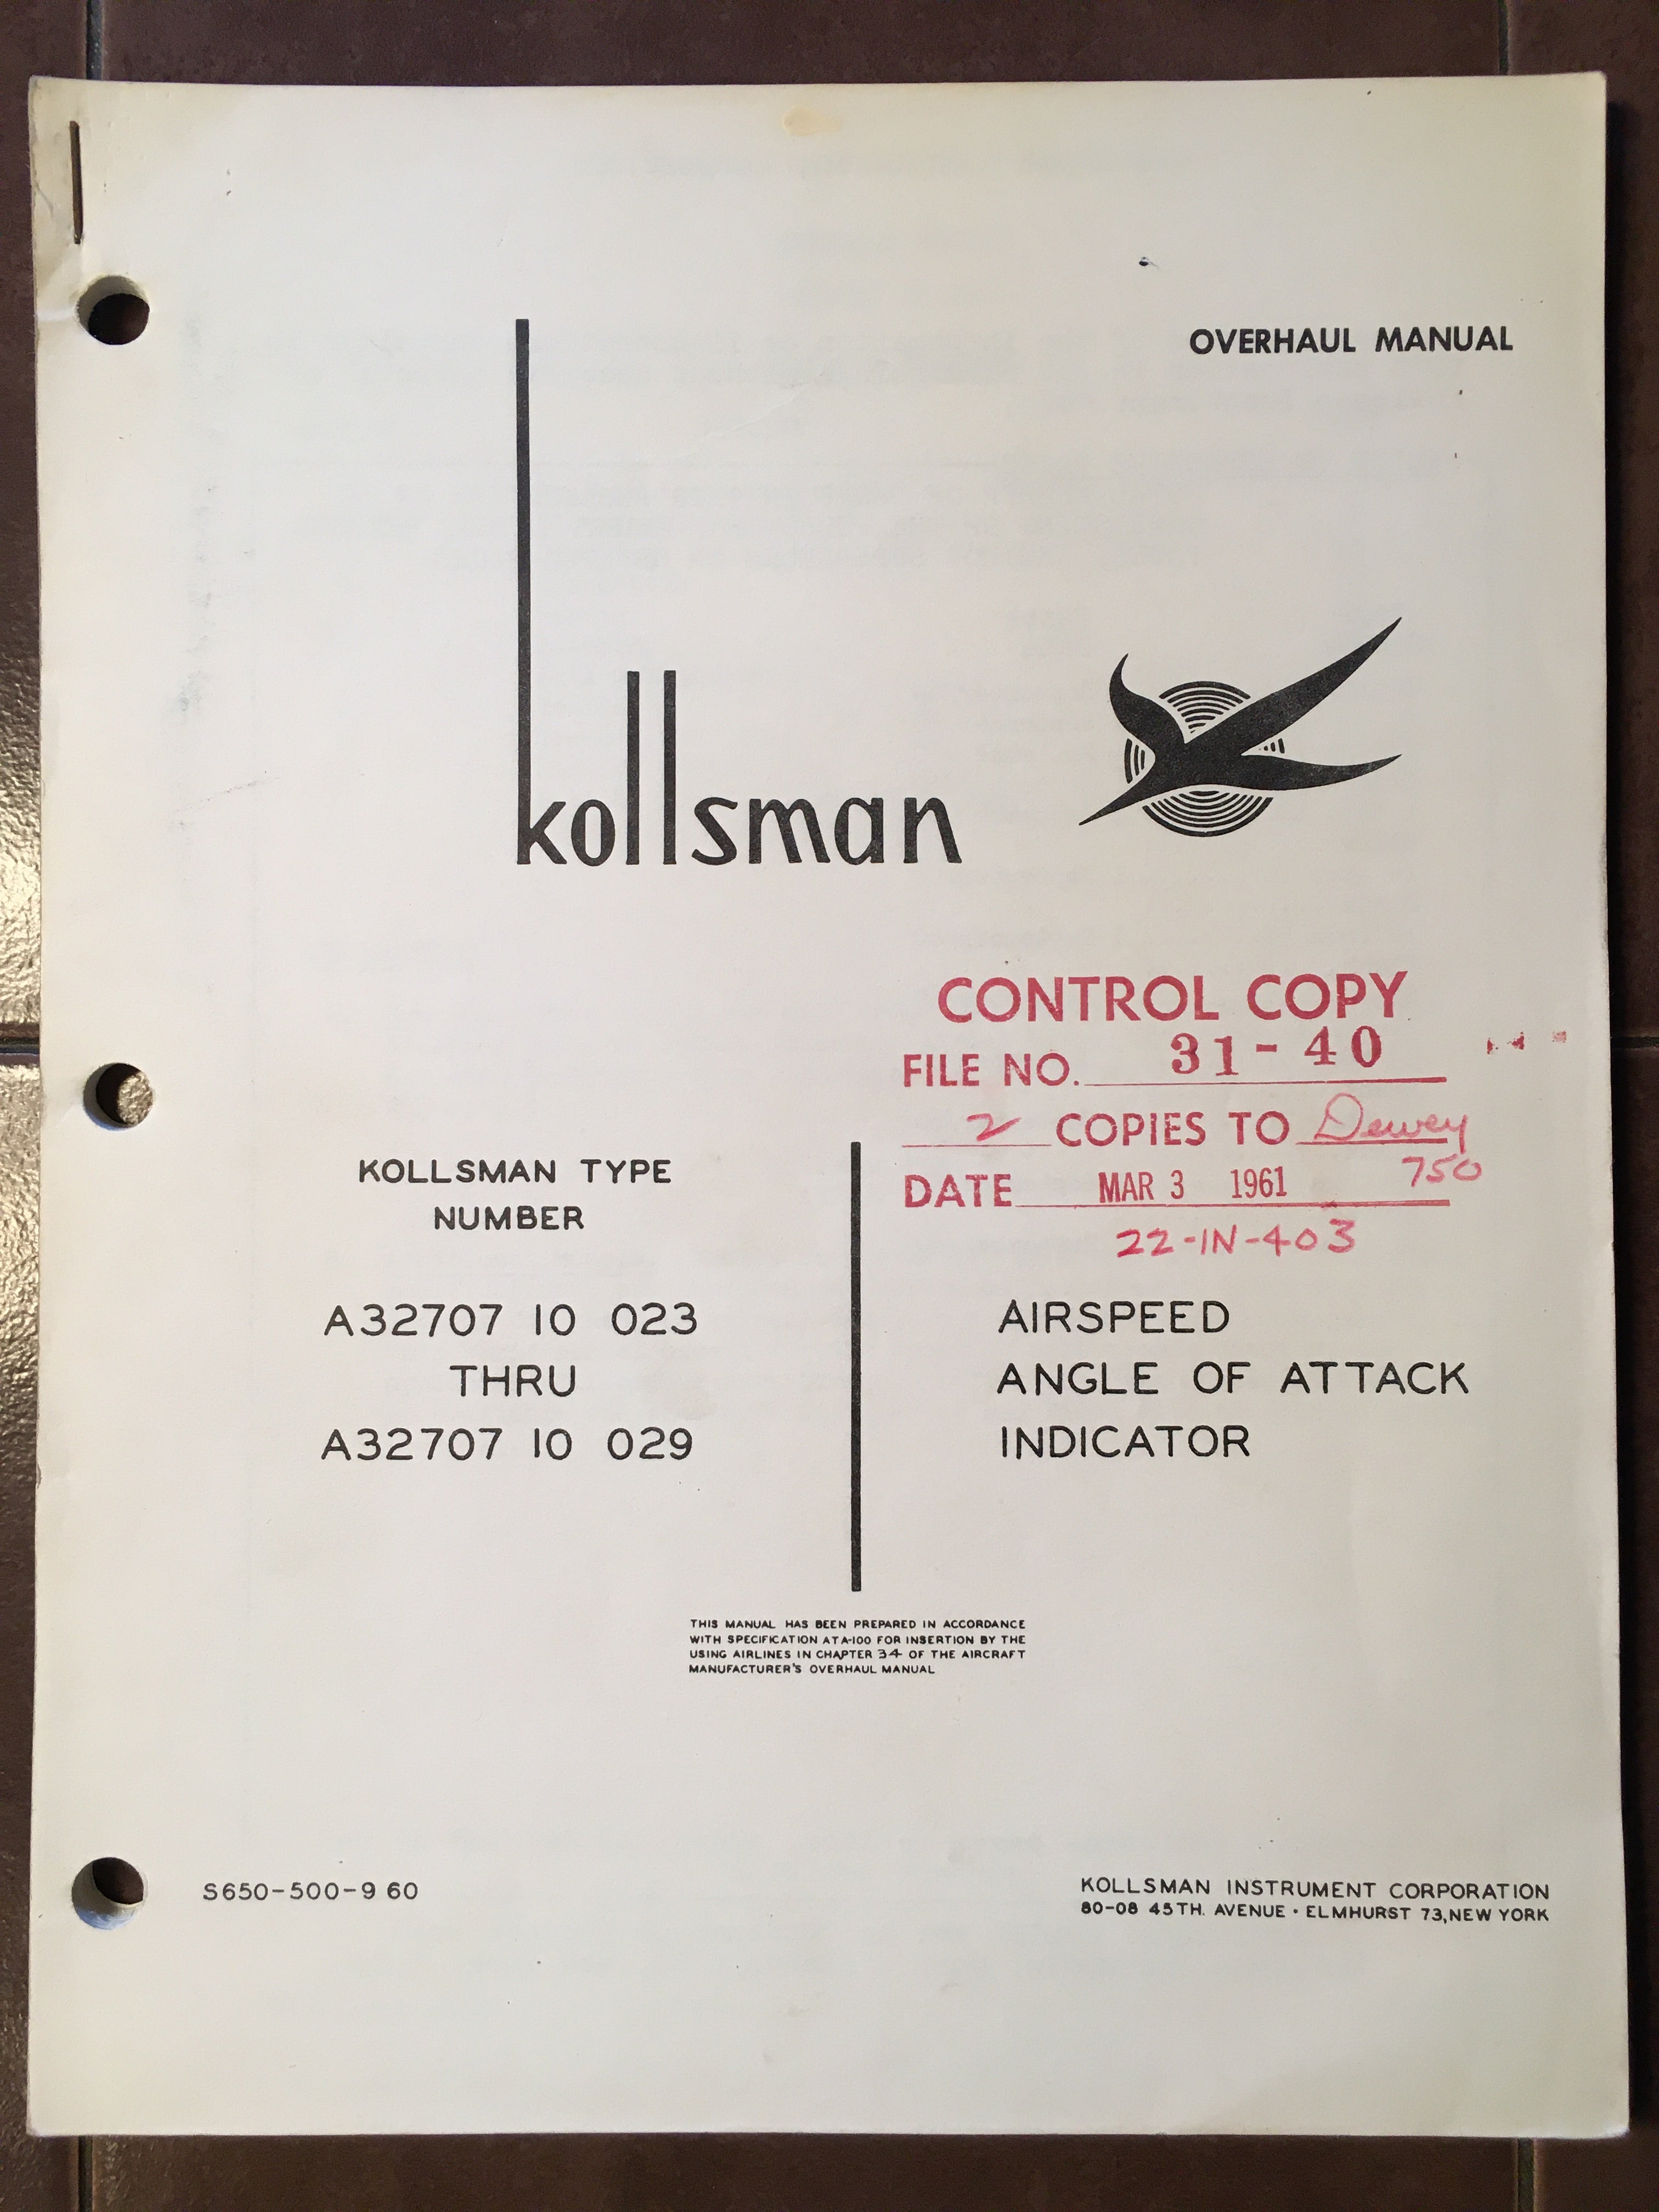 OVERHAUL MANUAL
kollsman
CONTROL COPY
FILE NO. 31-40
2 COPIES TO Dewey
750
DATE MAR 3 1961
22-IN-403
KOLLSMAN TYPE
NUMBER
A32707 10 023
THRU
A32707 10 029
AIRSPEED
ANGLE OF ATTACK
INDICATOR
THIS MANUAL HAS BEEN PREPARED IN ACCORDANCE
WITH SPECIFICATION ATA-100 FOR INSERTION BY THE
USING AIRLINES IN CHAPTER 34 OF THE AIRCRAFT
MANUFACTURER'S OVERHAUL MANUAL
S650-500-9 60
KOLLSMAN INSTRUMENT CORPORATION
80-08 45TH. AVENUE • ELMHURST 73, NEW YORK